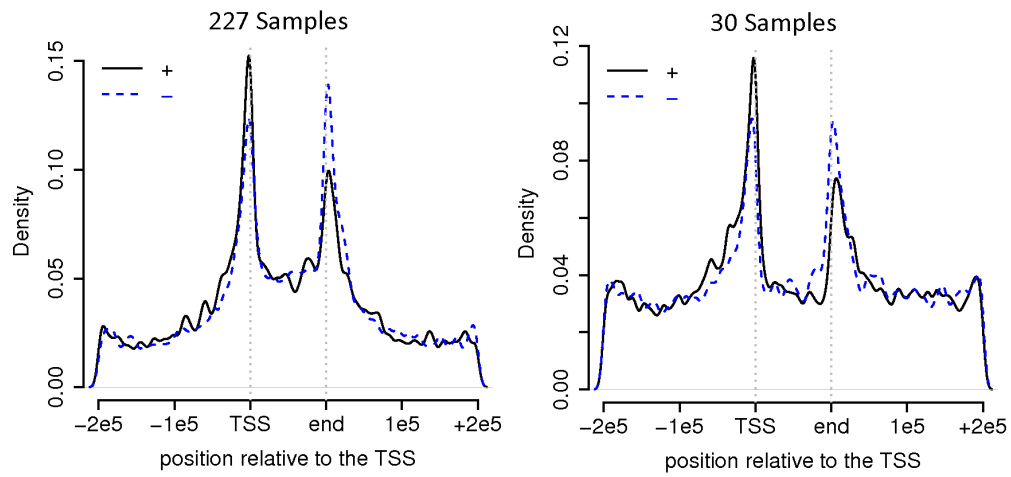 227 Samples
+
–
Density
0.00
0.05
0.10
0.15
−2e5
−1e5
TSS
end
1e5
+2e5
position relative to the TSS
30 Samples
+
–
Density
0.00
0.04
0.08
0.12
−2e5
−1e5
TSS
end
1e5
+2e5
position relative to the TSS